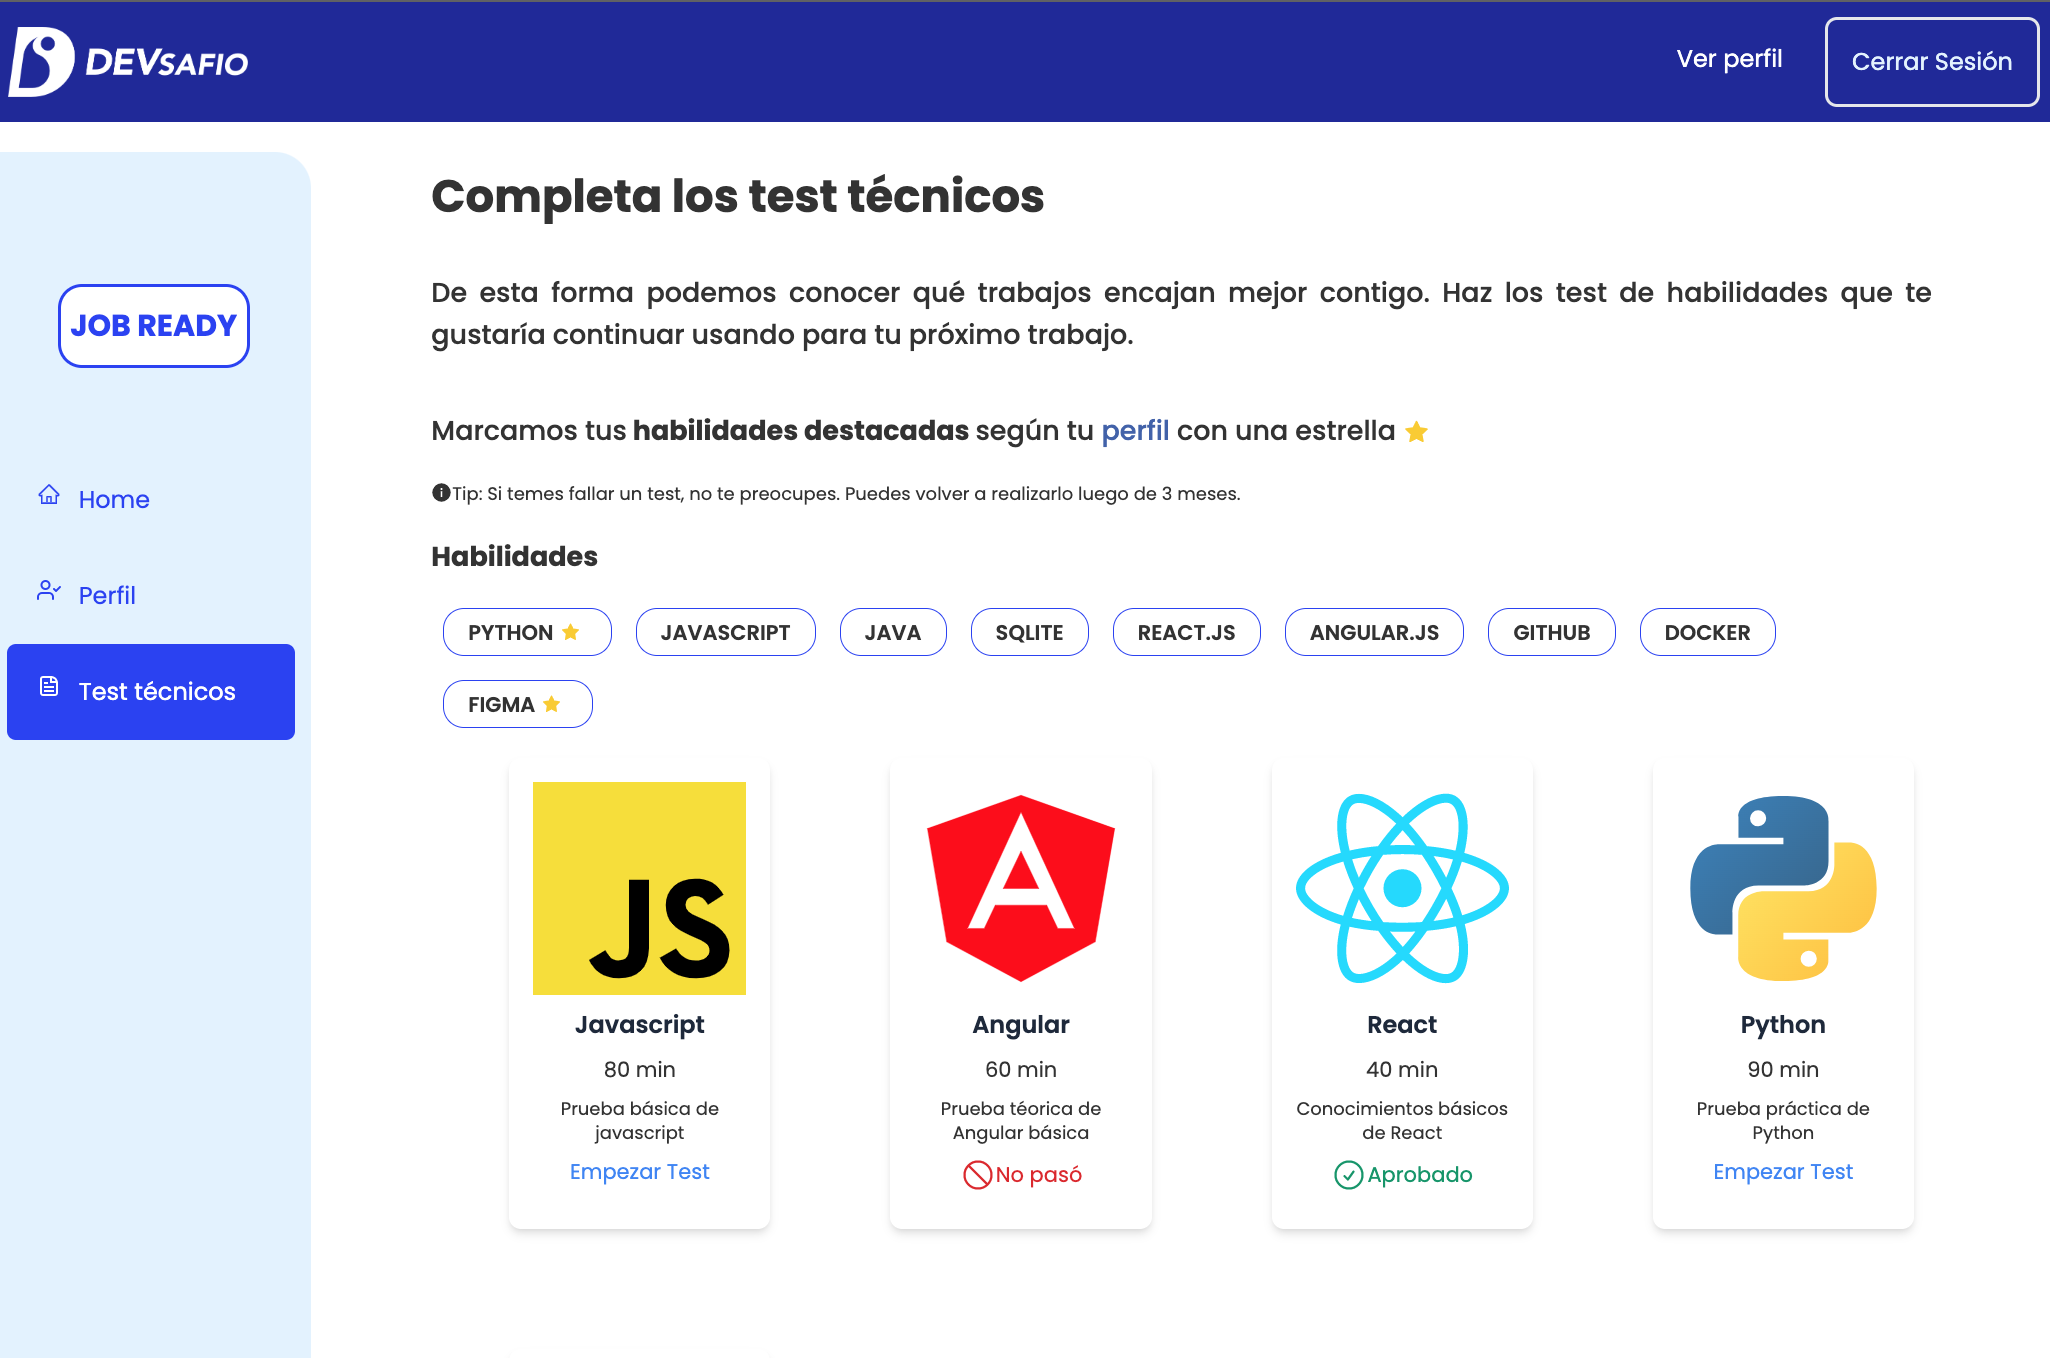 DEVSAFIO
Ver perfil
Cerrar Sesión
JOB READY
Home
Perfil
Test técnicos
Completa los test técnicos
De esta forma podemos conocer qué trabajos encajan mejor contigo. Haz los test de habilidades que te
gustaría continuar usando para tu próximo trabajo.
Marcamos tus habilidades destacadas según tu perfil con una estrella
Tip: Si temes fallar un test, no te preocupes. Puedes volver a realizarlo luego de 3 meses.
Habilidades
PYTHON
JAVASCRIPT
JAVA
SQLITE
REACT.JS
ANGULAR.JS
GITHUB
DOCKER
FIGMA
JS
Javascript
80 min
Prueba básica de
javascript
Empezar Test
A
Angular
60 min
Prueba téorica de
Angular básica
No pasó
React
40 min
Conocimientos básicos
de React
Aprobado
Python
90 min
Prueba práctica de
Python
Empezar Test